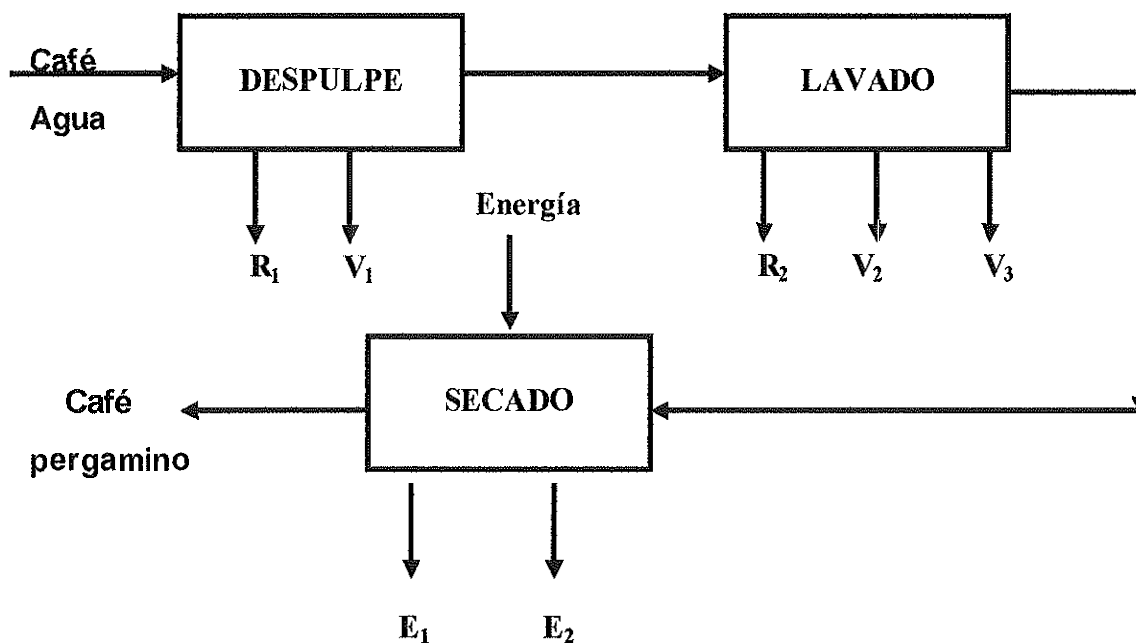 Café
Agua
DESPULPE
LAVADO
R₁
V₁
Energía
R₂
V₂
V₃
SECADO
Café
pergamino
E₁
E₂